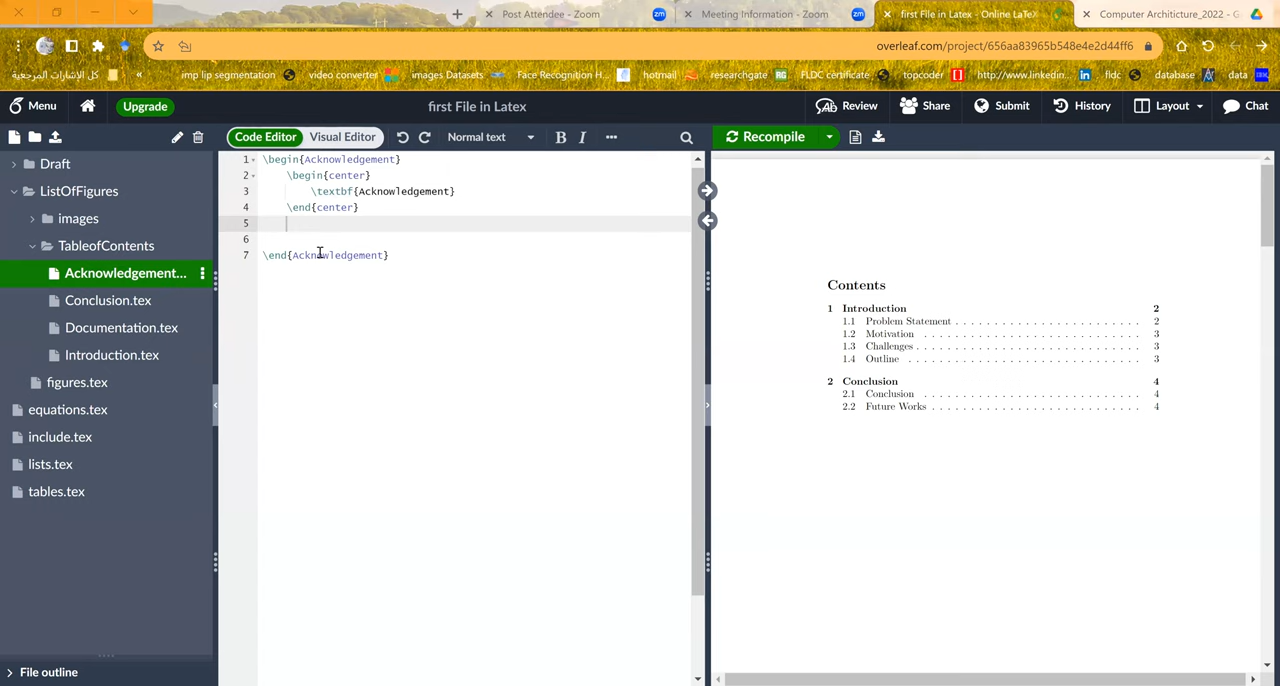 Post Attendee - Zoom
Meeting Information - Zoom
first File in Latex - Online LaTeX
Computer Architicture_2022 - G
overleaf.com/project/656aa83965b548e4e2d44ff6
كل الإشارات المرجعية
»
imp lip segmentation
video converter
images Datasets
Face Recognition H...
hotmail
researchgate
RG
FLDC certificate
topcoder
http://www.linkedin...
in
fldc
database
data
Menu
Upgrade
first File in Latex
Review
Share
Submit
History
Layout
Chat
Code Editor
Visual Editor
Normal text
B
I
Recompile
Draft
ListOfFigures
images
TableofContents
Acknowledgement...
Conclusion.tex
Documentation.tex
Introduction.tex
figures.tex
equations.tex
include.tex
lists.tex
tables.tex
File outline
1 \begin{Acknowledgement}
2 \begin{center}
3 \textbf{Acknowledgement}
4 \end{center}
5
6
7 \end{Acknowledgement}
Contents
1 Introduction 2
1.1 Problem Statement . . . . . . . . . . . . . . . . . . . . . . . . 2
1.2 Motivation . . . . . . . . . . . . . . . . . . . . . . . . . . . 3
1.3 Challenges . . . . . . . . . . . . . . . . . . . . . . . . . . . . 3
1.4 Outline . . . . . . . . . . . . . . . . . . . . . . . . . . . . 3
2 Conclusion 4
2.1 Conclusion . . . . . . . . . . . . . . . . . . . . . . . . . . . 4
2.2 Future Works . . . . . . . . . . . . . . . . . . . . . . . . . . 4